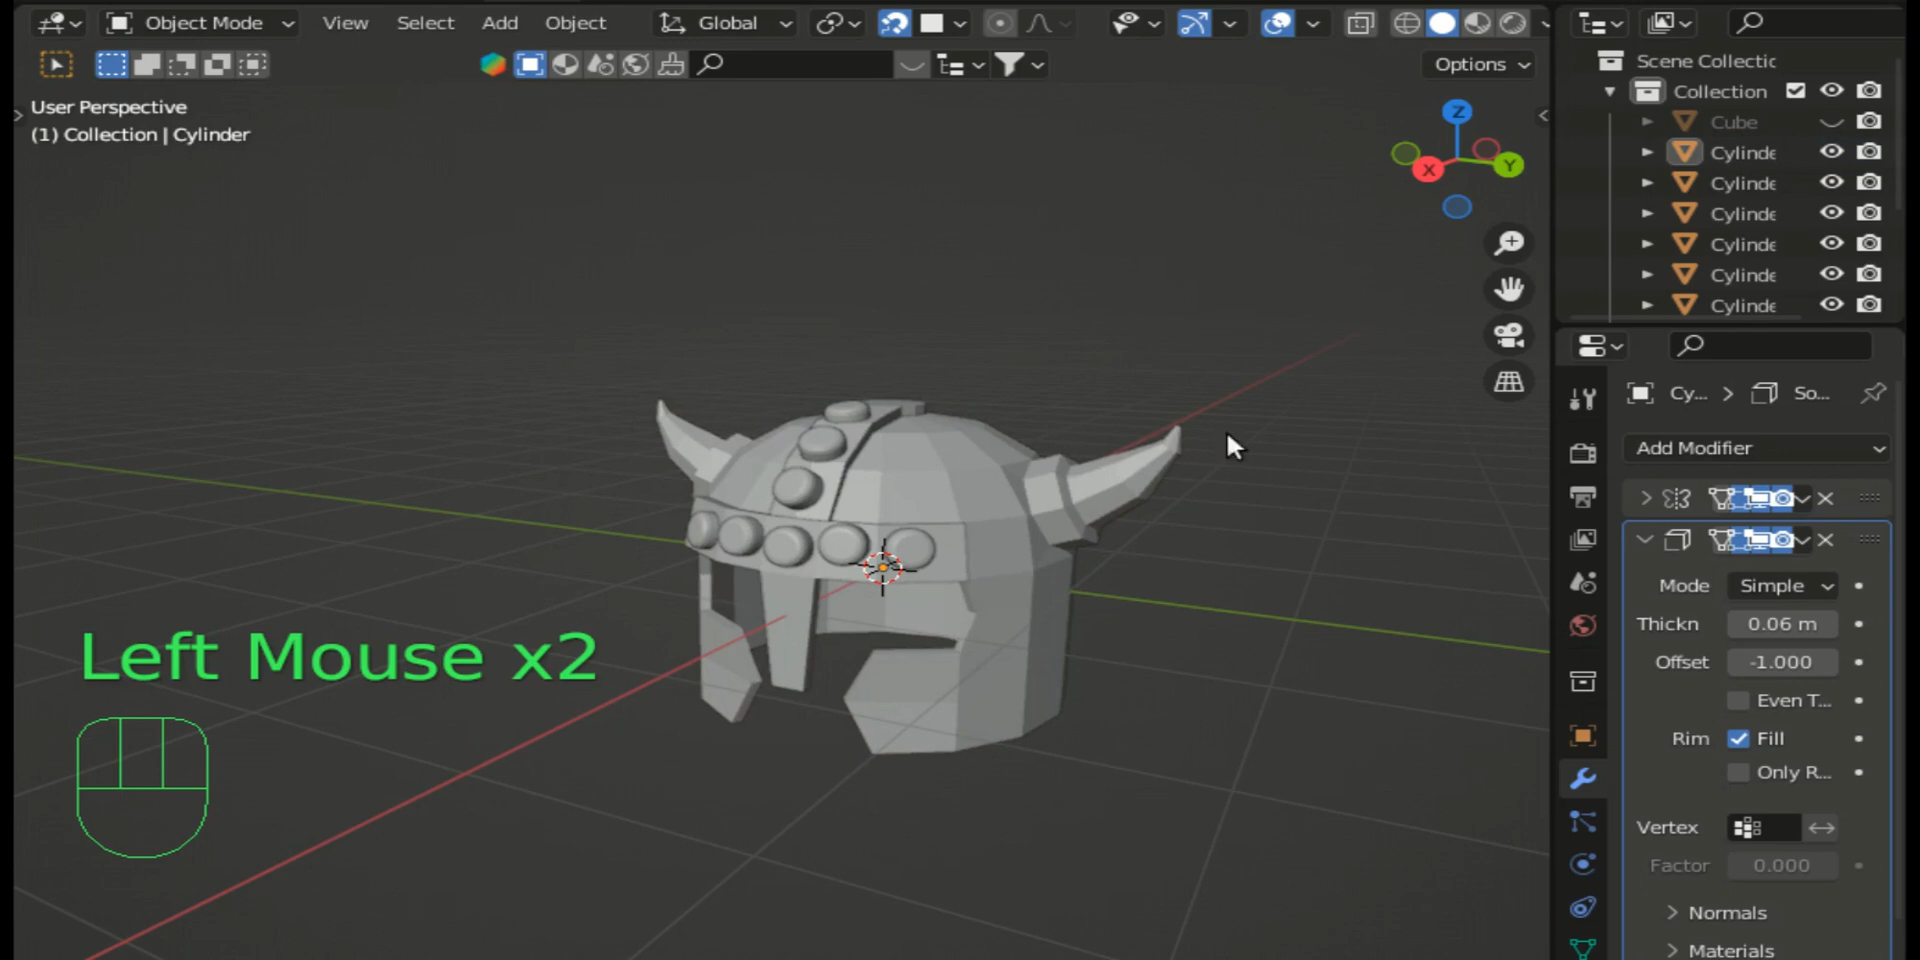 Object Mode View Select Add Object Global
Options
User Perspective
(1) Collection | Cylinder
Z
X
Y
Left Mouse x2
Scene Collectic
Collection
Cube
Cylinde
Cylinde
Cylinde
Cylinde
Cylinde
Cylinde
Cy... > So...
Add Modifier
Mode Simple
Thickn 0.06 m
Offset -1.000
Even T...
Rim Fill
Only R...
Vertex
Factor 0.000
Normals
Materials